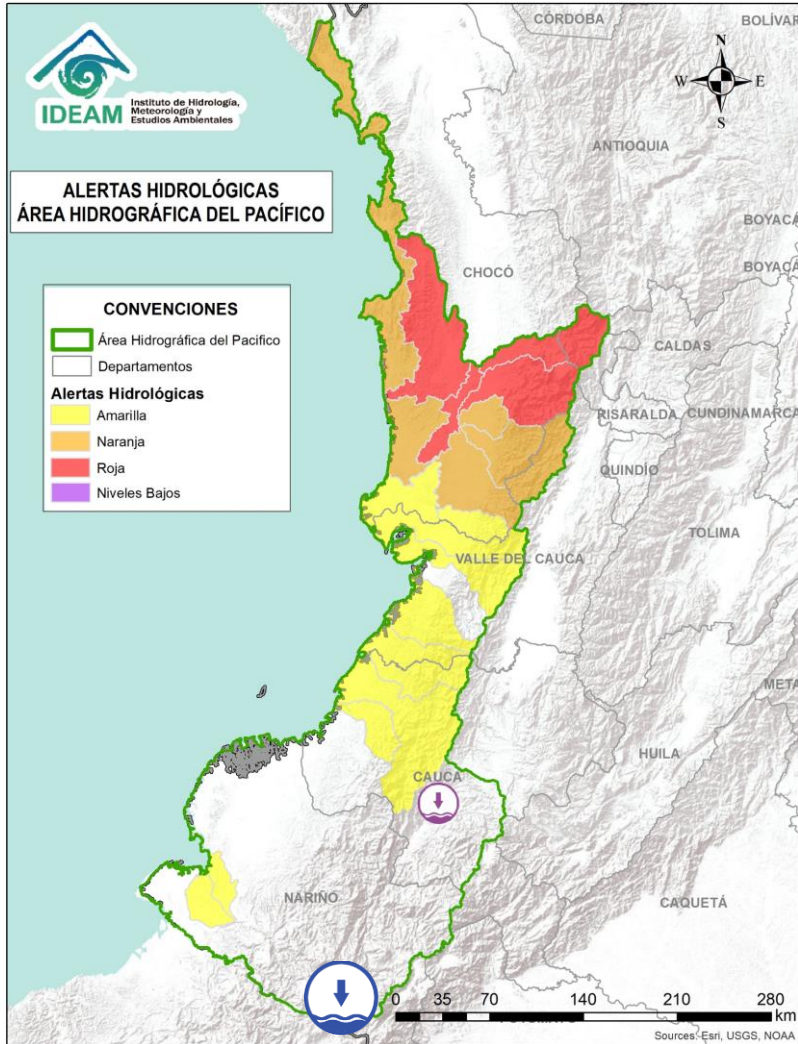 IDEAM
Instituto de Hidrología,
Meteorología y
Estudios Ambientales
ALERTAS HIDROLÓGICAS
ÁREA HIDROGRÁFICA DEL PACÍFICO
CONVENCIONES
Área Hidrográfica del Pacífico
Departamentos
Alertas Hidrológicas
Amarilla
Naranja
Roja
Niveles Bajos
N
W E
S
CÓRDOBA
BOLÍVAR
ANTIOQUIA
BOYACÁ
CHOCÓ
BOYACÁ
CALDAS
RISARALDA
CUNDINAMARCA
QUINDÍO
TOLIMA
VALLE DEL CAUCA
META
HUILA
CAUCA
NARIÑO
CAQUETÁ
0 35 70 140 210 280
km
Sources: Esri, USGS, NOAA